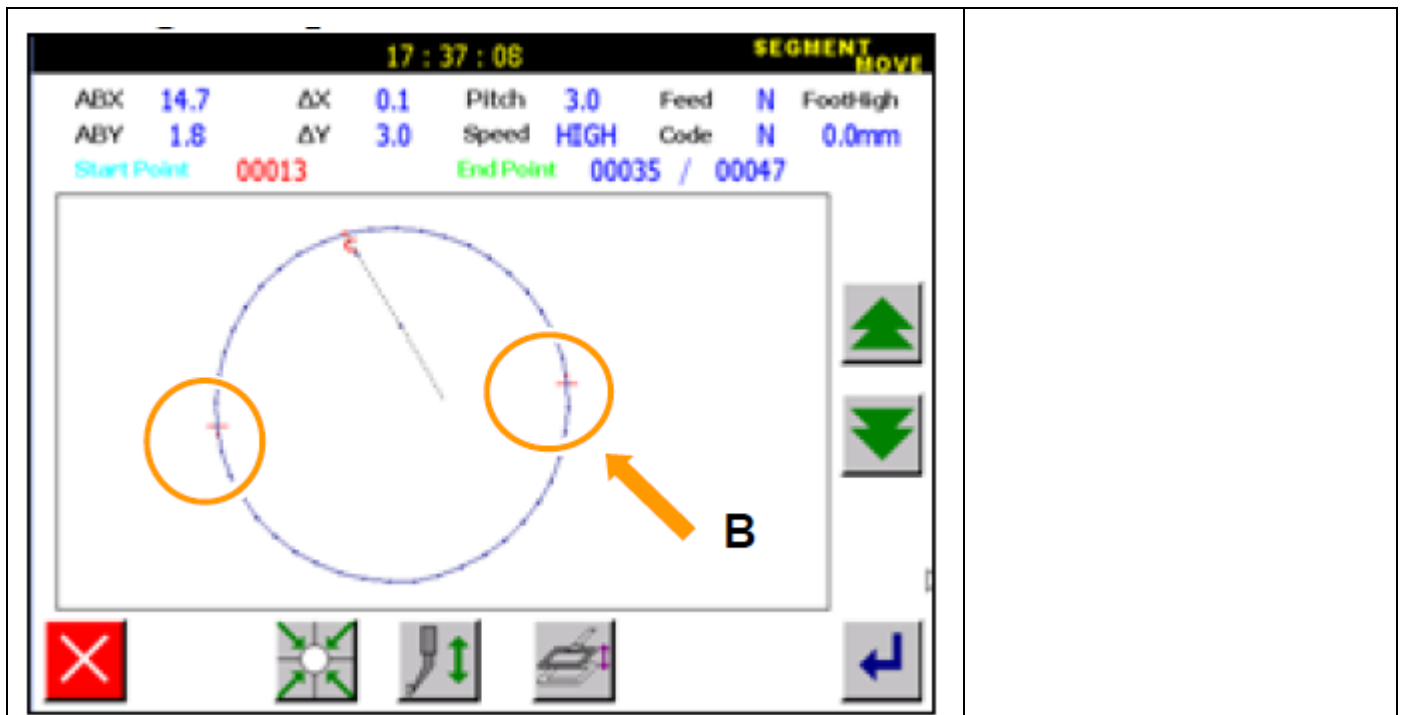 17 : 37 : 08 SEGMENT MOVE
ABX 14.7 ΔX 0.1 Pitch 3.0 Feed N FootHigh
ABY 1.8 ΔY 3.0 Speed HIGH Code N 0.0mm
Start Point 00013 End Point 00035 / 00047
B